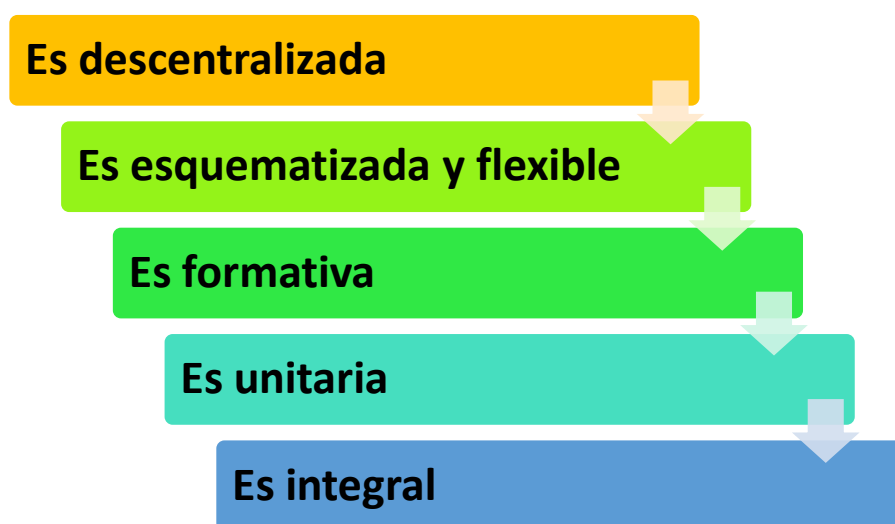 Es descentralizada
Es esquematizada y flexible
Es formativa
Es unitaria
Es integral